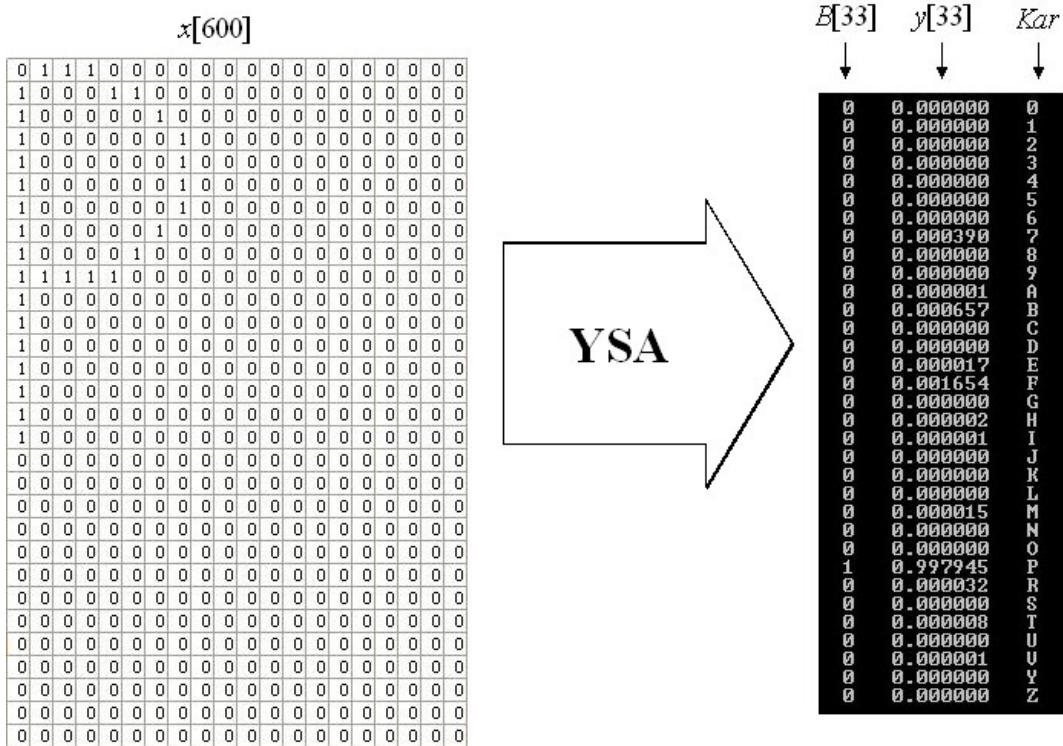 x[600]
B[33] y[33] Kar
0 1 1 1 0 0 0 0 0 0 0 0 0 0 0 0 0 0 0 0
1 0 0 0 1 1 0 0 0 0 0 0 0 0 0 0 0 0 0 0
1 0 0 0 0 0 1 0 0 0 0 0 0 0 0 0 0 0 0 0
1 0 0 0 0 0 0 1 0 0 0 0 0 0 0 0 0 0 0 0
1 0 0 0 0 0 0 1 0 0 0 0 0 0 0 0 0 0 0 0
1 0 0 0 0 0 0 1 0 0 0 0 0 0 0 0 0 0 0 0
1 0 0 0 0 0 0 1 0 0 0 0 0 0 0 0 0 0 0 0
1 0 0 0 0 0 1 0 0 0 0 0 0 0 0 0 0 0 0 0
1 0 0 0 0 1 0 0 0 0 0 0 0 0 0 0 0 0 0 0
1 1 1 1 1 0 0 0 0 0 0 0 0 0 0 0 0 0 0 0
1 0 0 0 0 0 0 0 0 0 0 0 0 0 0 0 0 0 0 0
1 0 0 0 0 0 0 0 0 0 0 0 0 0 0 0 0 0 0 0
1 0 0 0 0 0 0 0 0 0 0 0 0 0 0 0 0 0 0 0
1 0 0 0 0 0 0 0 0 0 0 0 0 0 0 0 0 0 0 0
1 0 0 0 0 0 0 0 0 0 0 0 0 0 0 0 0 0 0 0
1 0 0 0 0 0 0 0 0 0 0 0 0 0 0 0 0 0 0 0
1 0 0 0 0 0 0 0 0 0 0 0 0 0 0 0 0 0 0 0
0 0 0 0 0 0 0 0 0 0 0 0 0 0 0 0 0 0 0 0
0 0 0 0 0 0 0 0 0 0 0 0 0 0 0 0 0 0 0 0
0 0 0 0 0 0 0 0 0 0 0 0 0 0 0 0 0 0 0 0
0 0 0 0 0 0 0 0 0 0 0 0 0 0 0 0 0 0 0 0
0 0 0 0 0 0 0 0 0 0 0 0 0 0 0 0 0 0 0 0
0 0 0 0 0 0 0 0 0 0 0 0 0 0 0 0 0 0 0 0
0 0 0 0 0 0 0 0 0 0 0 0 0 0 0 0 0 0 0 0
0 0 0 0 0 0 0 0 0 0 0 0 0 0 0 0 0 0 0 0
0 0 0 0 0 0 0 0 0 0 0 0 0 0 0 0 0 0 0 0
0 0 0 0 0 0 0 0 0 0 0 0 0 0 0 0 0 0 0 0
0 0 0 0 0 0 0 0 0 0 0 0 0 0 0 0 0 0 0 0
0 0 0 0 0 0 0 0 0 0 0 0 0 0 0 0 0 0 0 0
0 0 0 0 0 0 0 0 0 0 0 0 0 0 0 0 0 0 0 0
YSA
0 0.000000 0
0 0.000000 1
0 0.000000 2
0 0.000000 3
0 0.000000 4
0 0.000000 5
0 0.000000 6
0 0.000390 7
0 0.000000 8
0 0.000000 9
0 0.000001 A
0 0.000657 B
0 0.000000 C
0 0.000000 D
0 0.000017 E
0 0.001654 F
0 0.000000 G
0 0.000002 H
0 0.000001 I
0 0.000000 J
0 0.000000 K
0 0.000000 L
0 0.000015 M
0 0.000000 N
0 0.000000 O
1 0.997945 P
0 0.000032 R
0 0.000000 S
0 0.000008 T
0 0.000000 U
0 0.000001 V
0 0.000000 Y
0 0.000000 Z